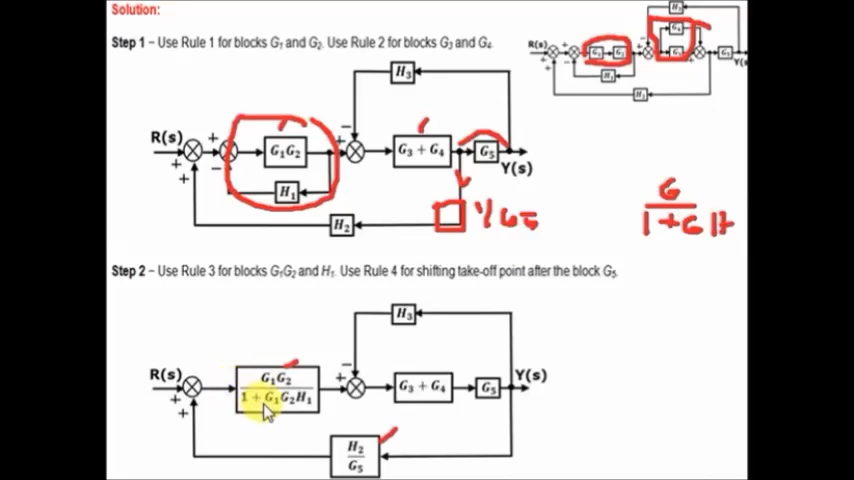 Solution:
Step 1 – Use Rule 1 for blocks G₁ and G₂. Use Rule 2 for blocks G₃ and G₄.
H₃
R(s)
+
+
+
−
G₁G₂
H₁
−
+
G₃ + G₄
G₅
Y(s)
H₂
1/G5
R(s)
+
+
+
−
Y(s)
G
1+GH
Step 2 – Use Rule 3 for blocks G₁G₂ and H₁. Use Rule 4 for shifting take-off point after the block G₅.
H₃
R(s)
+
+
G₁G₂
1 + G₁G₂H₁
−
+
G₃ + G₄
G₅
Y(s)
H₂
G₅